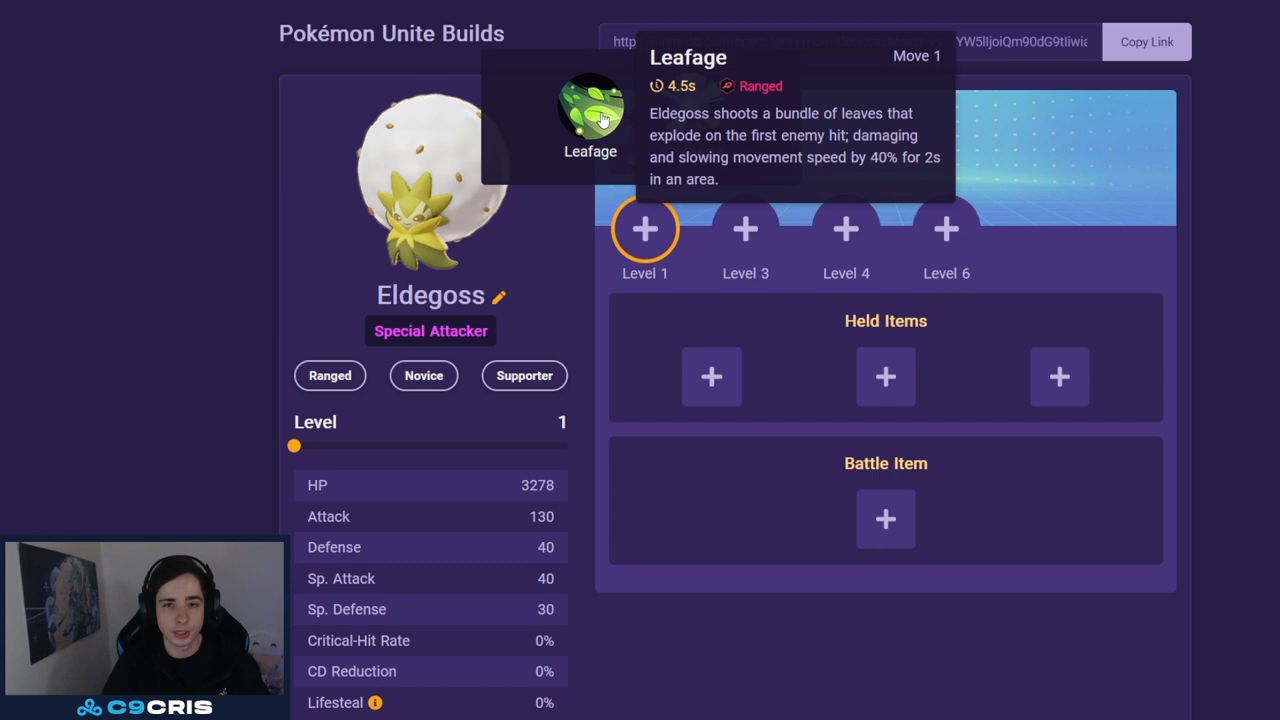 Pokémon Unite Builds
http
Copy Link
Leafage
Leafage
Move 1
4.5s
Ranged
Eldegoss shoots a bundle of leaves that
explode on the first enemy hit; damaging
and slowing movement speed by 40% for 2s
in an area.
Level 1
Level 3
Level 4
Level 6
Eldegoss
Special Attacker
Ranged
Novice
Supporter
Level
1
HP
3278
Attack
130
Defense
40
Sp. Attack
40
Sp. Defense
30
Critical-Hit Rate
0%
CD Reduction
0%
Lifesteal
0%
Held Items
Battle Item
C9CRIS